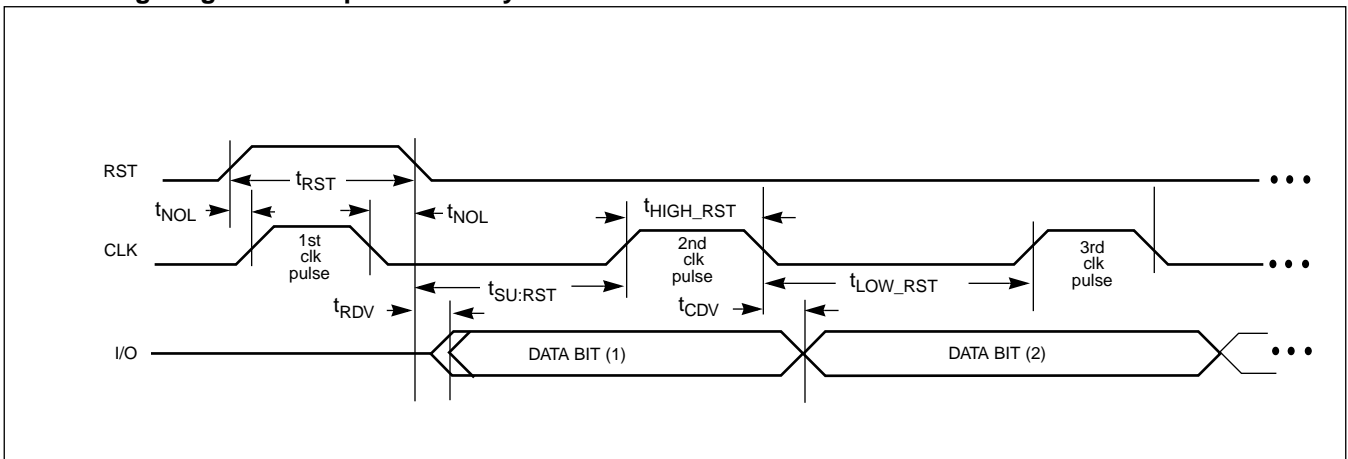 RST
tRST
tNOL
tNOL
tHIGH_RST
CLK
1st
clk
pulse
2nd
clk
pulse
3rd
clk
pulse
tSU:RST
tLOW_RST
tRDV
tCDV
I/O
DATA BIT (1)
DATA BIT (2)